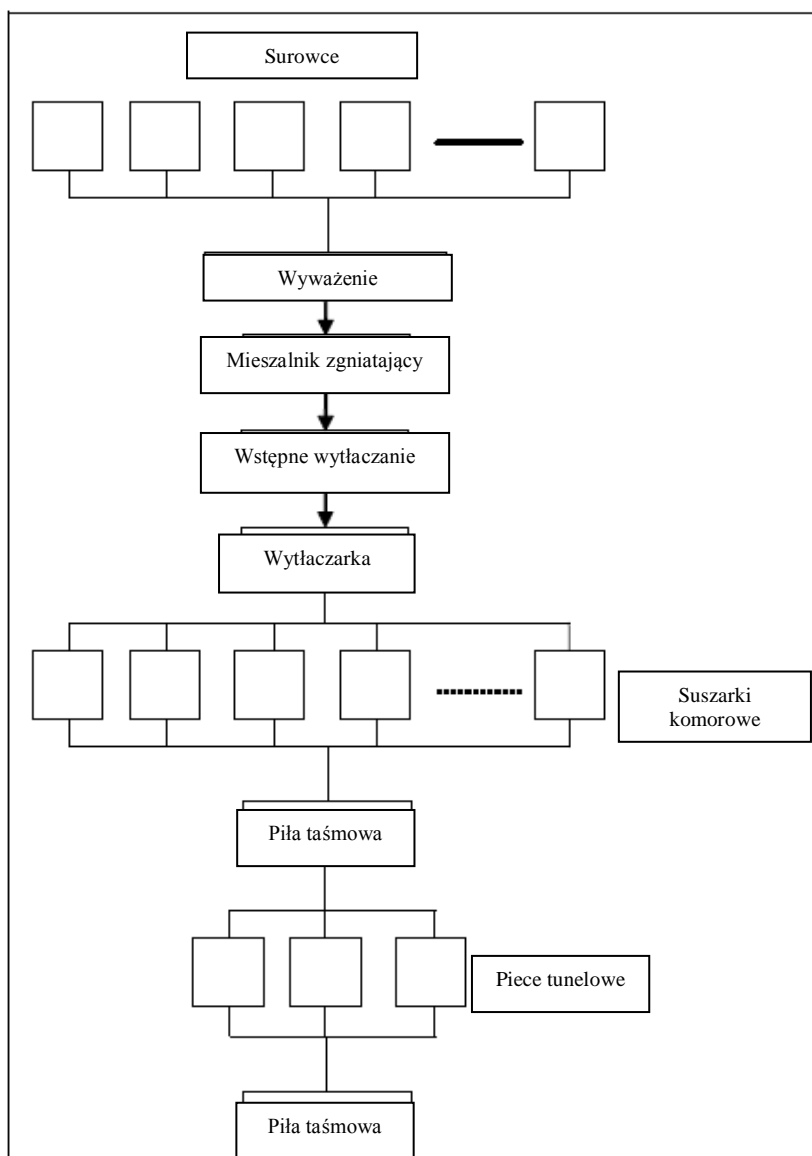 Surowce
Wyważenie
Mieszalnik zgniatający
Wstępne wytłaczanie
Wytłaczarka
Suszarki
komorowe
Piła taśmowa
Piece tunelowe
Piła taśmowa